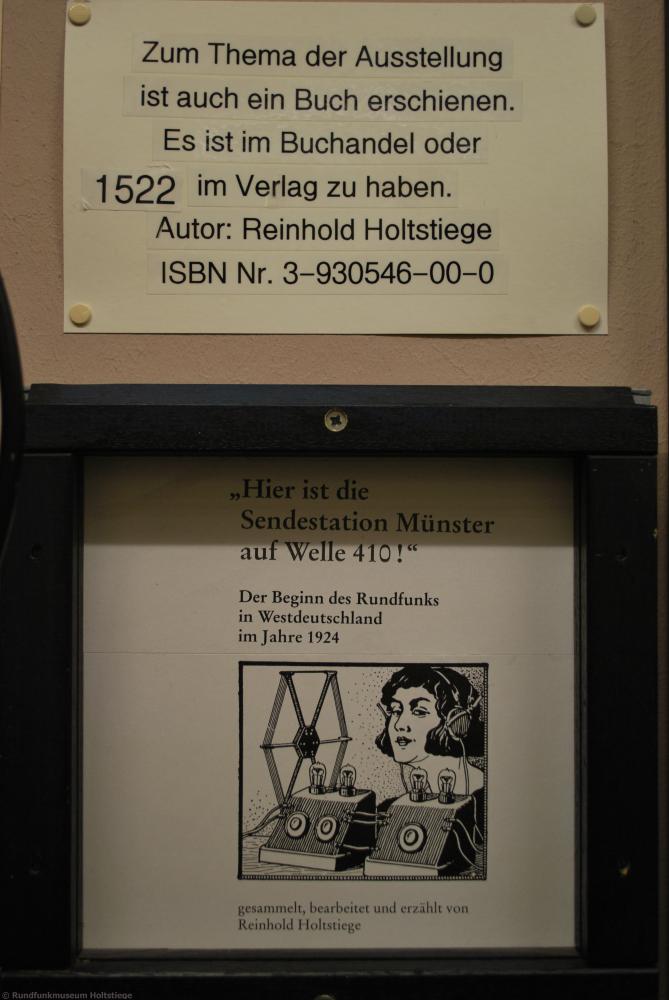 Zum Thema der Ausstellung
ist auch ein Buch erschienen.
Es ist im Buchandel oder
1522 im Verlag zu haben.
Autor: Reinhold Holtstiege
ISBN Nr. 3-930546-00-0
„Hier ist die
Sendestation Münster
auf Welle 410!“
Der Beginn des Rundfunks
in Westdeutschland
im Jahre 1924
gesammelt, bearbeitet und erzählt von
Reinhold Holtstiege
© Rundfunkmuseum Holtstiege